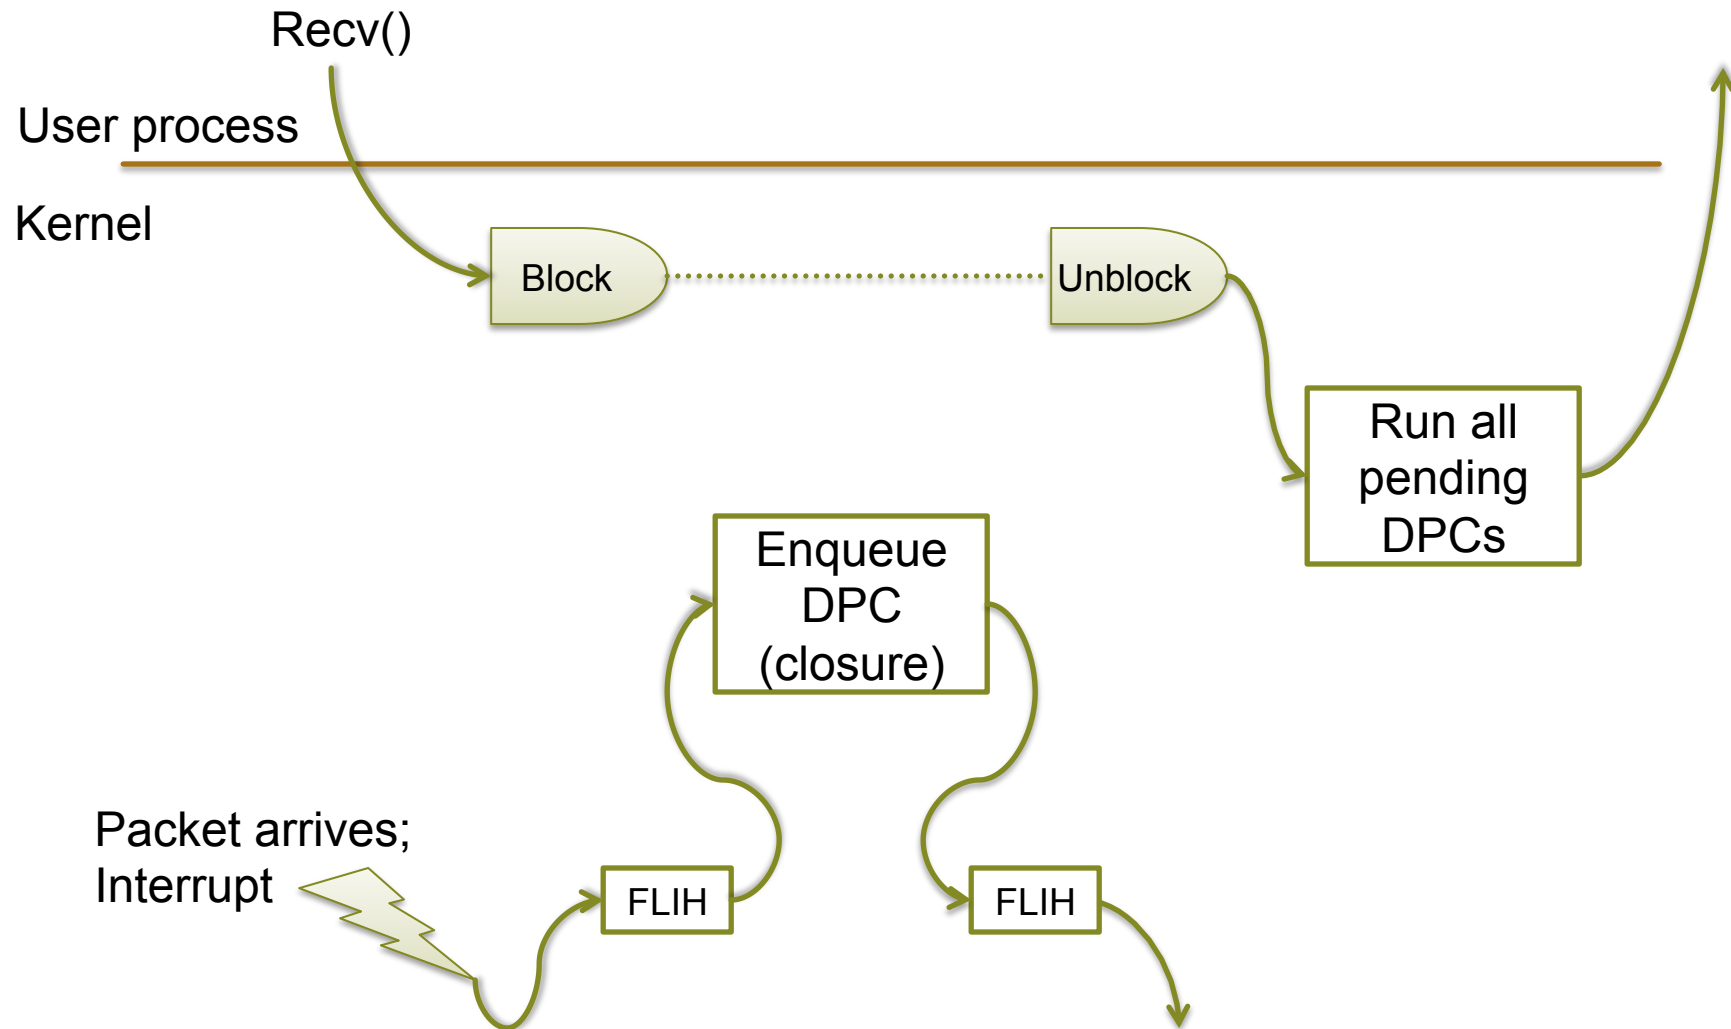 Recv()
User process
Kernel
Block
Unblock
Run all
pending
DPCs
Enqueue
DPC
(closure)
Packet arrives;
Interrupt
FLIH
FLIH